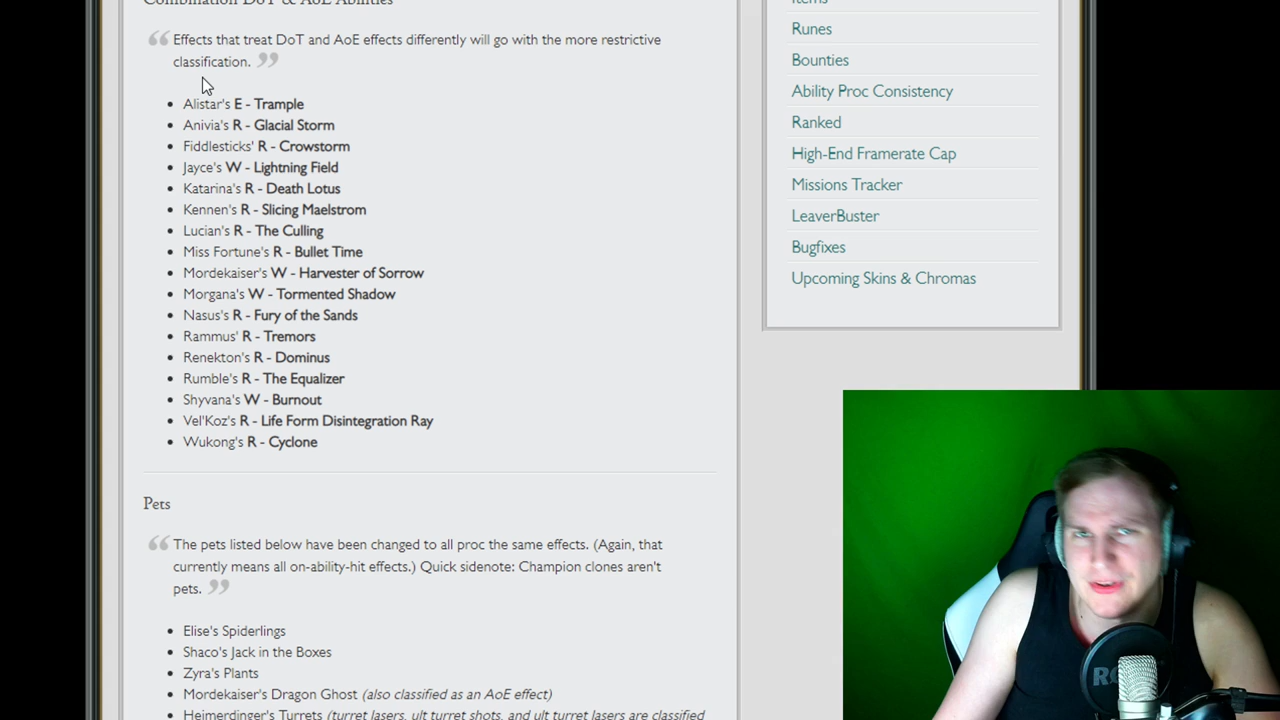 Combination DoT & AoE Abilities
Effects that treat DoT and AoE effects differently will go with the more restrictive
classification.
• Alistar's E - Trample
• Anivia's R - Glacial Storm
• Fiddlesticks' R - Crowstorm
• Jayce's W - Lightning Field
• Katarina's R - Death Lotus
• Kennen's R - Slicing Maelstrom
• Lucian's R - The Culling
• Miss Fortune's R - Bullet Time
• Mordekaiser's W - Harvester of Sorrow
• Morgana's W - Tormented Shadow
• Nasus's R - Fury of the Sands
• Rammus' R - Tremors
• Renekton's R - Dominus
• Rumble's R - The Equalizer
• Shyvana's W - Burnout
• Vel'Koz's R - Life Form Disintegration Ray
• Wukong's R - Cyclone
Pets
The pets listed below have been changed to all proc the same effects. (Again, that
currently means all on-ability-hit effects.) Quick sidenote: Champion clones aren't
pets.
• Elise's Spiderlings
• Shaco's Jack in the Boxes
• Zyra's Plants
• Mordekaiser's Dragon Ghost (also classified as an AoE effect)
• Heimerdinger's Turrets (turret lasers, ult turret shots, and ult turret lasers are classified
Items
Runes
Bounties
Ability Proc Consistency
Ranked
High-End Framerate Cap
Missions Tracker
LeaverBuster
Bugfixes
Upcoming Skins & Chromas